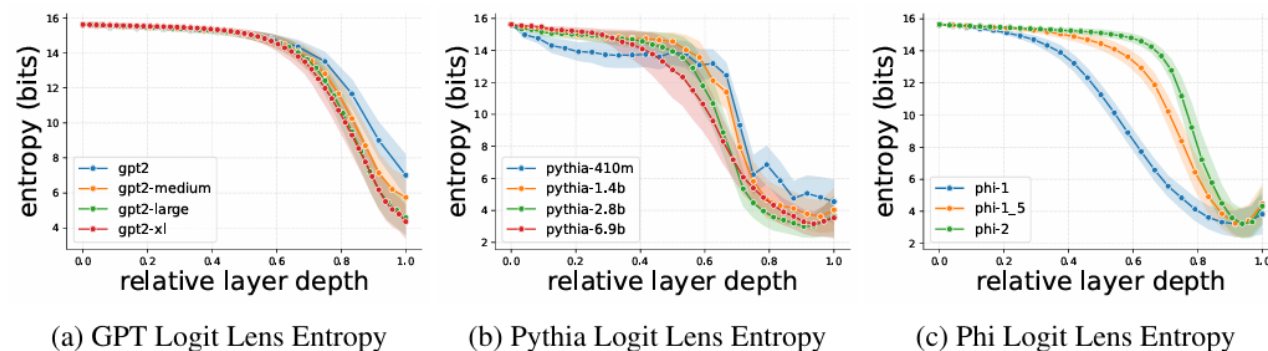 16
14
12
10
8
6
4
entropy (bits)
gpt2
gpt2-medium
gpt2-large
gpt2-xl
0.0 0.2 0.4 0.6 0.8 1.0
relative layer depth
(a) GPT Logit Lens Entropy
16
14
12
10
8
6
4
2
entropy (bits)
pythia-410m
pythia-1.4b
pythia-2.8b
pythia-6.9b
0.0 0.2 0.4 0.6 0.8 1.0
relative layer depth
(b) Pythia Logit Lens Entropy
16
14
12
10
8
6
4
2
entropy (bits)
phi-1
phi-1_5
phi-2
0.0 0.2 0.4 0.6 0.8 1.0
relative layer depth
(c) Phi Logit Lens Entropy